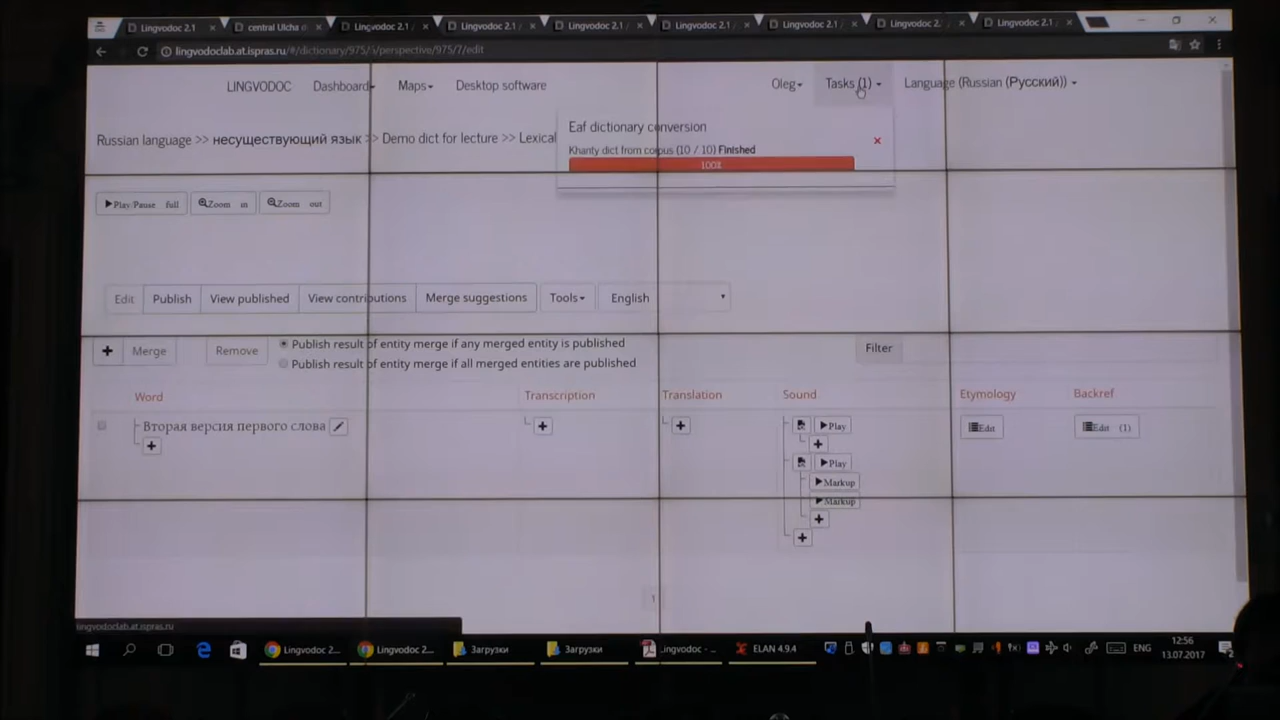 Lingvodoc 2.1
central Ulcha d
Lingvodoc 2.1
Lingvodoc 2.1
Lingvodoc 2.1
Lingvodoc 2.1
Lingvodoc 2.1
Lingvodoc 2.
Lingvodoc 2.1
lingvodoclab.at.ispras.ru
LINGVODOC Dashboard Maps Desktop software Oleg Tasks (1) Language (Russian (Русский))
Eaf dictionary conversion
Russian language >> несуществующий язык >> Demo dict for lecture >> Lexical
Khanty dict from corpus (10 / 10) Finished
100%
Play/Pause full Zoom in Zoom out
Edit Publish View published View contributions Merge suggestions Tools English
Merge Remove Publish result of entity merge if any merged entity is published Filter
Publish result of entity merge if all merged entities are published
Word Transcription Translation Sound Etymology Backref
Вторая версия первого слова Play Edit Edit (1)
Play
Markup
Markup
1
lingvodoclab.at.ispras.ru
Lingvodoc 2... Lingvodoc 2... Загрузки Загрузки Lingvodoc - ... ELAN 4.9.4 ENG 12:56
13.07.2017